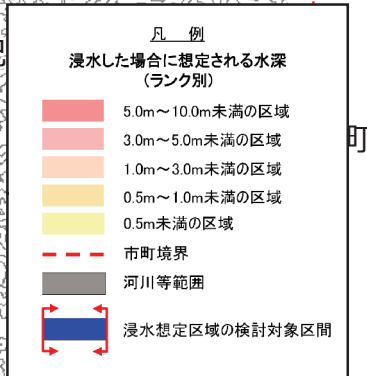 凡　例
浸水した場合に想定される水深
(ランク別)
5.0m～10.0m未満の区域
3.0m～5.0m未満の区域
町
1.0m～3.0m未満の区域
0.5m～1.0m未満の区域
0.5m未満の区域
市町境界
河川等範囲
浸水想定区域の検討対象区間